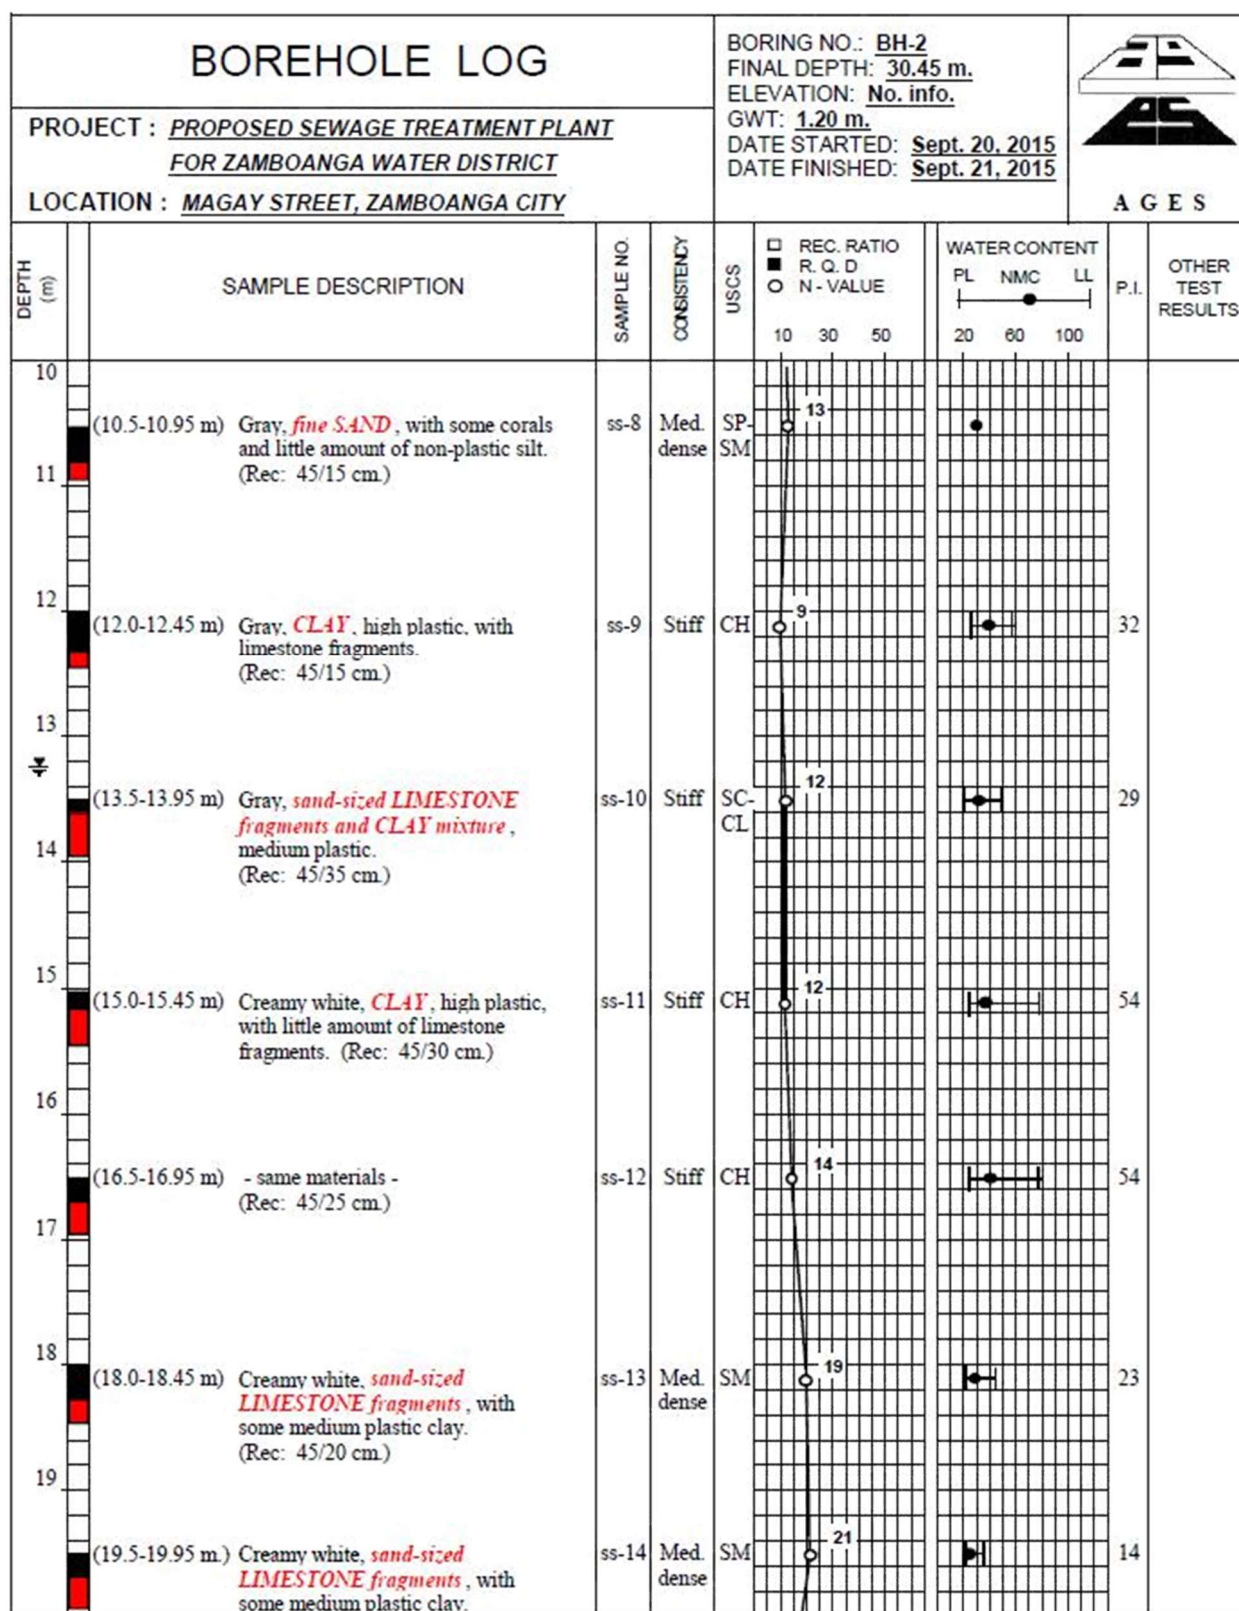 BOREHOLE LOG
PROJECT : PROPOSED SEWAGE TREATMENT PLANT
FOR ZAMBOANGA WATER DISTRICT
LOCATION : MAGAY STREET, ZAMBOANGA CITY
BORING NO.: BH-2
FINAL DEPTH: 30.45 m.
ELEVATION: No. info.
GWT: 1.20 m.
DATE STARTED: Sept. 20, 2015
DATE FINISHED: Sept. 21, 2015
A G E S
DEPTH (m)
SAMPLE DESCRIPTION
SAMPLE NO.
CONSISTENCY
USCS
REC. RATIO
R. Q. D
N - VALUE
10 30 50
WATER CONTENT
PL NMC LL
20 60 100
P.I.
OTHER
TEST
RESULTS
10
(10.5-10.95 m) Gray, fine SAND , with some corals ss-8 Med. SP- 13
and little amount of non-plastic silt. dense SM
(Rec: 45/15 cm.)
11
12
(12.0-12.45 m) Gray, CLAY , high plastic, with ss-9 Stiff CH 9 32
limestone fragments.
(Rec: 45/15 cm.)
13
(13.5-13.95 m) Gray, sand-sized LIMESTONE ss-10 Stiff SC- 12 29
fragments and CLAY mixture , CL
medium plastic.
14
(Rec: 45/35 cm.)
15
(15.0-15.45 m) Creamy white, CLAY , high plastic, ss-11 Stiff CH 12 54
with little amount of limestone
fragments. (Rec: 45/30 cm.)
16
(16.5-16.95 m) - same materials - ss-12 Stiff CH 14 54
(Rec: 45/25 cm.)
17
18
(18.0-18.45 m) Creamy white, sand-sized ss-13 Med. SM 19 23
LIMESTONE fragments , with dense
some medium plastic clay.
(Rec: 45/20 cm.)
19
(19.5-19.95 m.) Creamy white, sand-sized ss-14 Med. SM 21 14
LIMESTONE fragments , with dense
some medium plastic clay.